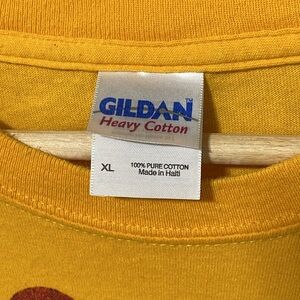 GILDAN
Heavy Cotton
XL
100% PURE COTTON
Made in Haiti